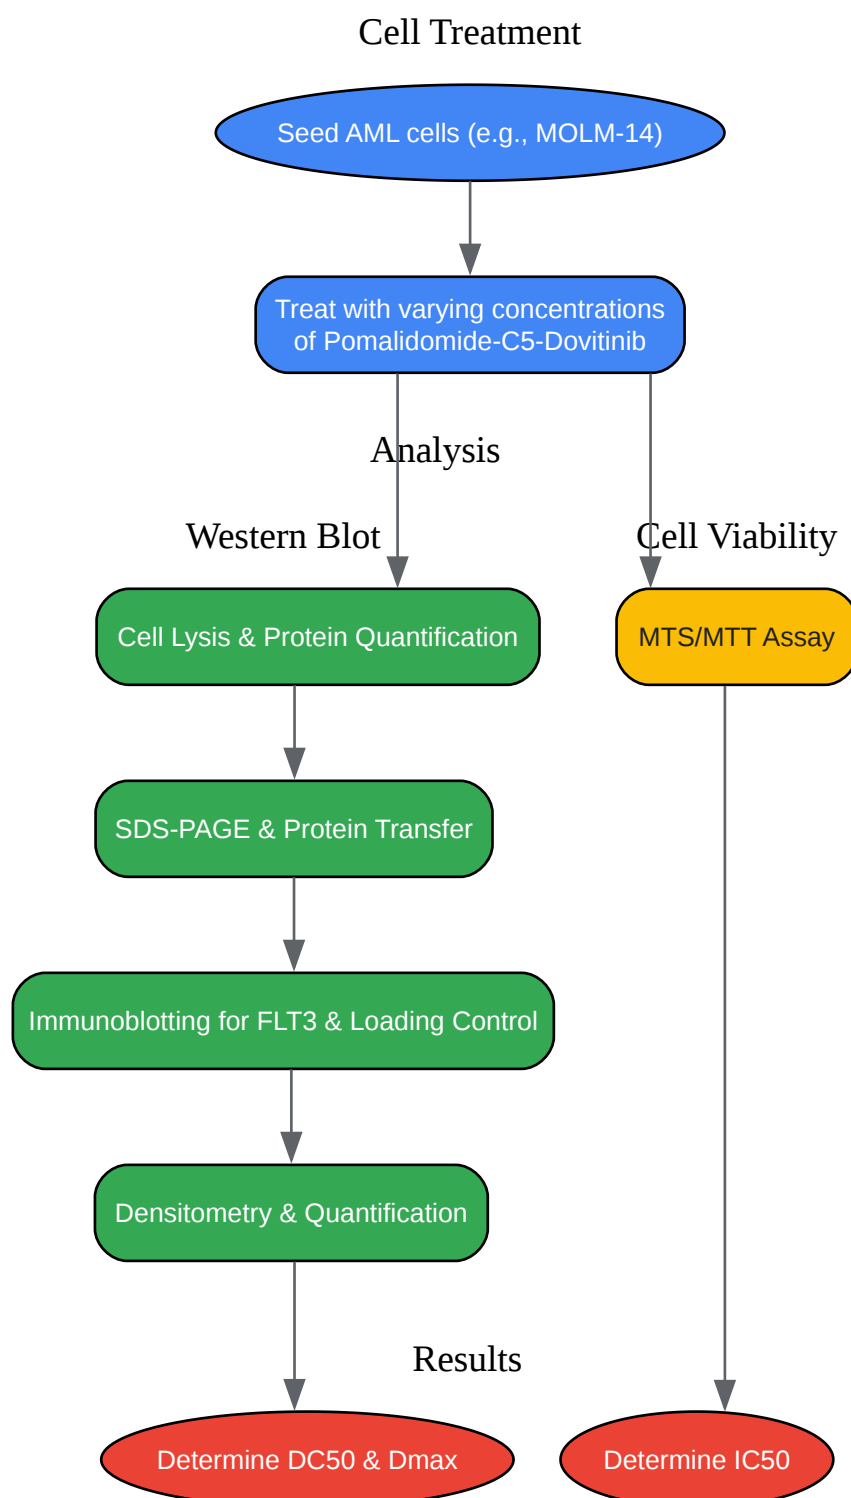 Cell Treatment
Seed AML cells (e.g., MOLM-14)
Treat with varying concentrations
of Pomalidomide-C5-Dovitinib
Analysis
Western Blot
Cell Viability
Cell Lysis & Protein Quantification
MTS/MTT Assay
SDS-PAGE & Protein Transfer
Immunoblotting for FLT3 & Loading Control
Densitometry & Quantification
Results
Determine DC50 & Dmax
Determine IC50